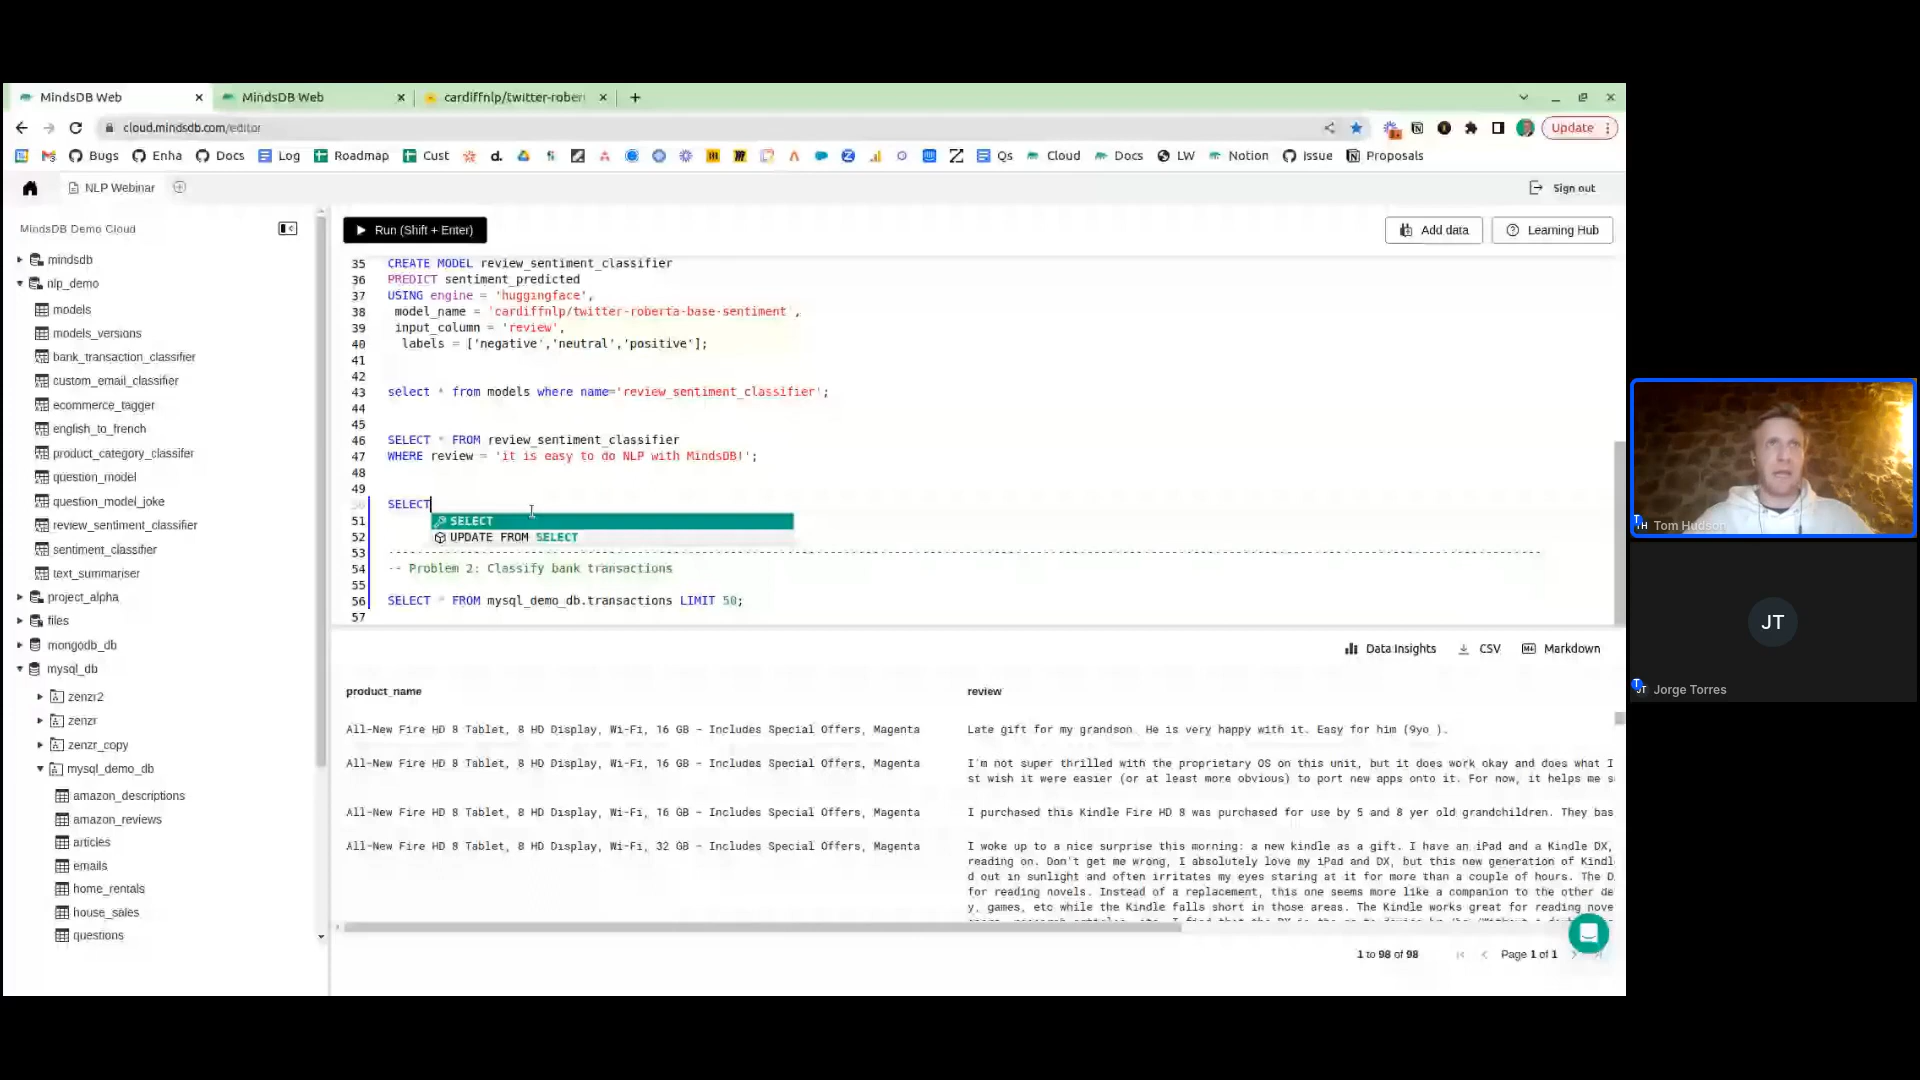 MindsDB Web
MindsDB Web
cardiffnlp/twitter-rober
cloud.mindsdb.com/editor
Update
Bugs
Enha
Docs
Log
Roadmap
Cust
d.
Qs
Cloud
Docs
LW
Notion
Issue
Proposals
NLP Webinar
Sign out
MindsDB Demo Cloud
mindsdb
nlp_demo
models
models_versions
bank_transaction_classifier
custom_email_classifier
ecommerce_tagger
english_to_french
product_category_classifer
question_model
question_model_joke
review_sentiment_classifier
sentiment_classifier
text_summariser
project_alpha
files
mongodb_db
mysql_db
zenzr2
zenzr
zenzr_copy
mysql_demo_db
amazon_descriptions
amazon_reviews
articles
emails
home_rentals
house_sales
questions
Run (Shift + Enter)
Add data
Learning Hub
35 CREATE MODEL review_sentiment_classifier
36 PREDICT sentiment_predicted
37 USING engine = 'huggingface',
38 model_name = 'cardiffnlp/twitter-roberta-base-sentiment',
39 input_column = 'review',
40 labels = ['negative','neutral','positive'];
41
42
43 select * from models where name='review_sentiment_classifier';
44
45
46 SELECT * FROM review_sentiment_classifier
47 WHERE review = 'it is easy to do NLP with MindsDB!';
48
49
50 SELECT
51 SELECT
52 UPDATE FROM SELECT
53
54 -- Problem 2: Classify bank transactions
55
56 SELECT * FROM mysql_demo_db.transactions LIMIT 50;
57
Data Insights
CSV
Markdown
product_name
review
All-New Fire HD 8 Tablet, 8 HD Display, Wi-Fi, 16 GB - Includes Special Offers, Magenta
Late gift for my grandson. He is very happy with it. Easy for him (9yo ).
All-New Fire HD 8 Tablet, 8 HD Display, Wi-Fi, 16 GB - Includes Special Offers, Magenta
I'm not super thrilled with the proprietary OS on this unit, but it does work okay and does what I
st wish it were easier (or at least more obvious) to port new apps onto it. For now, it helps me s
All-New Fire HD 8 Tablet, 8 HD Display, Wi-Fi, 16 GB - Includes Special Offers, Magenta
I purchased this Kindle Fire HD 8 was purchased for use by 5 and 8 yer old grandchildren. They bas
All-New Fire HD 8 Tablet, 8 HD Display, Wi-Fi, 32 GB - Includes Special Offers, Magenta
I woke up to a nice surprise this morning: a new kindle as a gift. I have an iPad and a Kindle DX,
reading on. Don't get me wrong, I absolutely love my iPad and DX, but this new generation of Kindl
d out in sunlight and often irritates my eyes staring at it for more than a couple of hours. The D
for reading novels. Instead of a replacement, this one seems more like a companion to the other de
y, games, etc while the Kindle falls short in those areas. The Kindle works great for reading nove
1 to 98 of 98
Page 1 of 1
Tom Hudson
JT
Jorge Torres